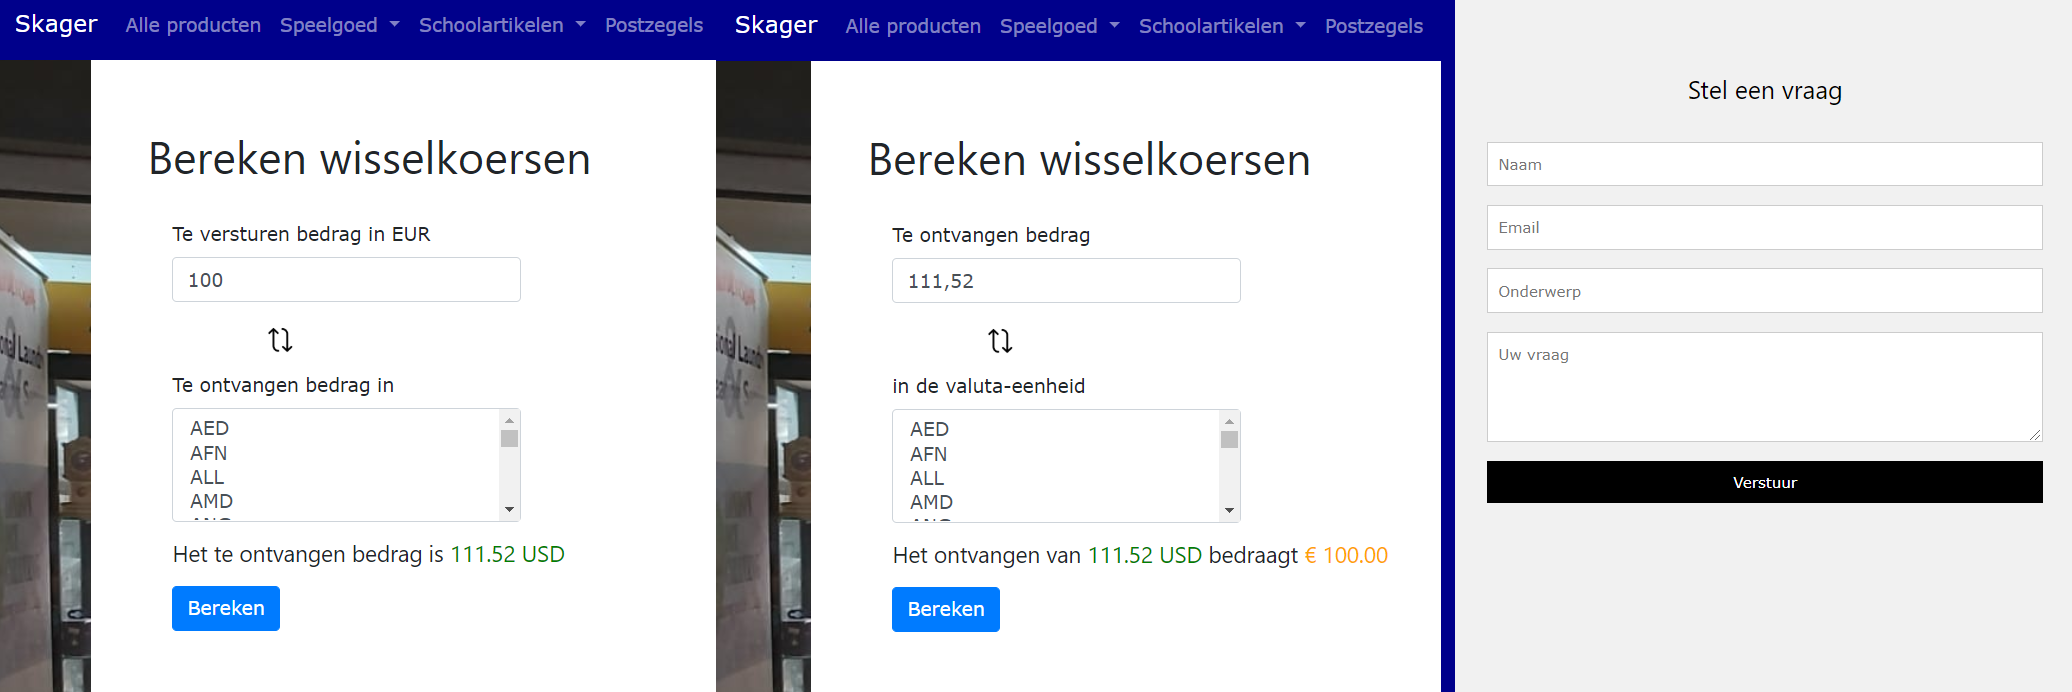 Skager Alle producten Speelgoed Schoolartikelen Postzegels
Bereken wisselkoersen
Te versturen bedrag in EUR
100
Te ontvangen bedrag in
AED
AFN
ALL
AMD
Het te ontvangen bedrag is 111.52 USD
Bereken
Skager Alle producten Speelgoed Schoolartikelen Postzegels
Bereken wisselkoersen
Te ontvangen bedrag
111,52
in de valuta-eenheid
AED
AFN
ALL
AMD
Het ontvangen van 111.52 USD bedraagt € 100.00
Bereken
Stel een vraag
Naam
Email
Onderwerp
Uw vraag
Verstuur